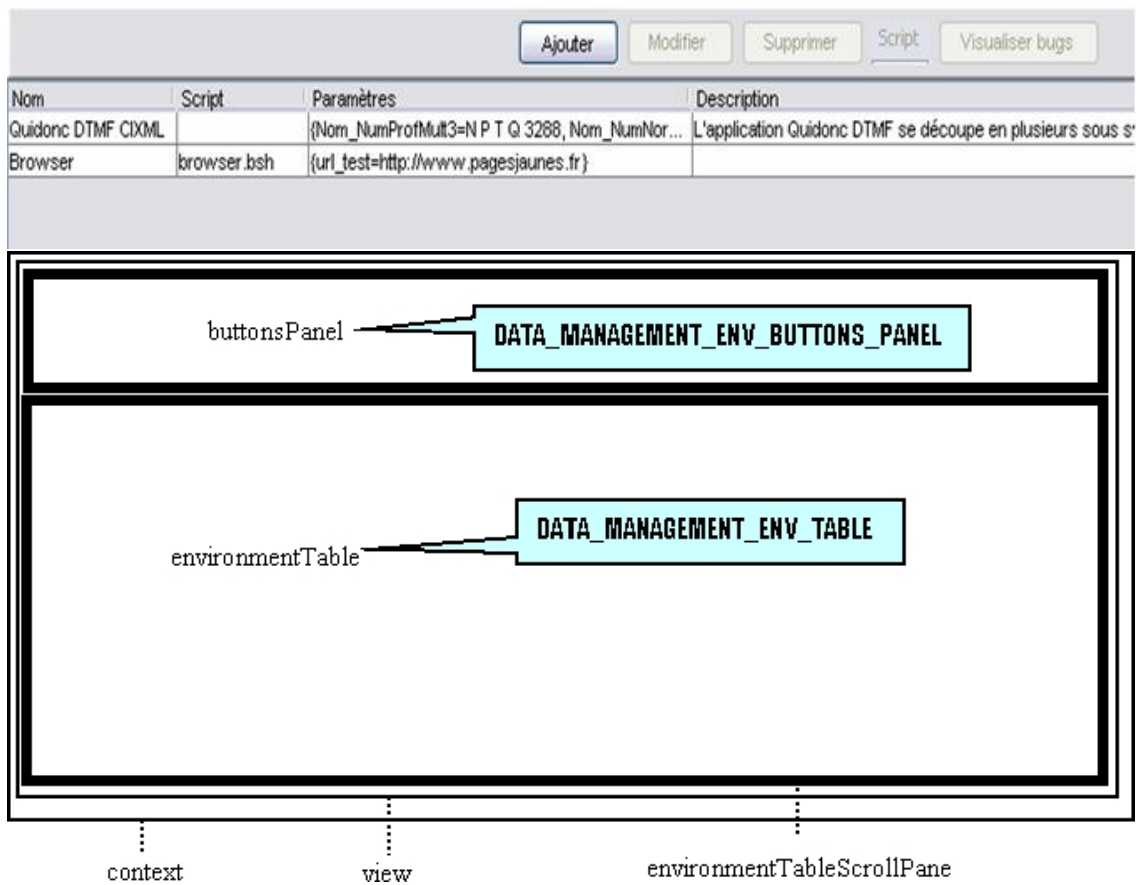 Ajouter Modifier Supprimer Script Visualiser bugs
Nom Script Paramètres Description
Quidonc DTMF CIXML {Nom_NumProfMult3=N P T Q 3288, Nom_NumNor... L'application Quidonc DTMF se découpe en plusieurs sous
Browser browser.bsh {url_test=http://www.pagesjaunes.fr}
buttonsPanel DATA_MANAGEMENT_ENV_BUTTONS_PANEL
DATA_MANAGEMENT_ENV_TABLE
environmentTable
context view environmentTableScrollPane